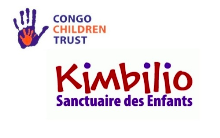 CONGO
CHILDREN
TRUST
Kimbilio
Sanctuaire des Enfants